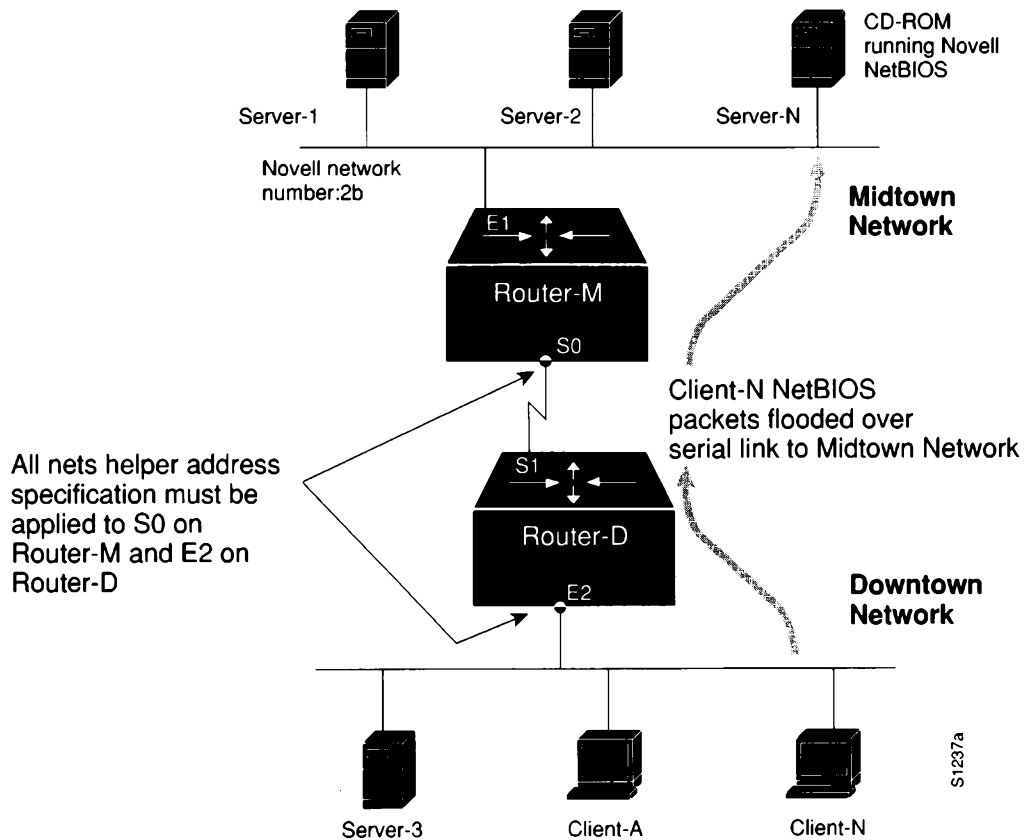 CD-ROM
running Novell
NetBIOS
Server-1
Server-2
Server-N
Novell network
number:2b
Midtown
Network
E1
Router-M
S0
Client-N NetBIOS
packets flooded over
serial link to Midtown Network
All nets helper address
specification must be
applied to S0 on
Router-M and E2 on
Router-D
S1
Router-D
E2
Downtown
Network
Server-3
Client-A
Client-N
S1237a